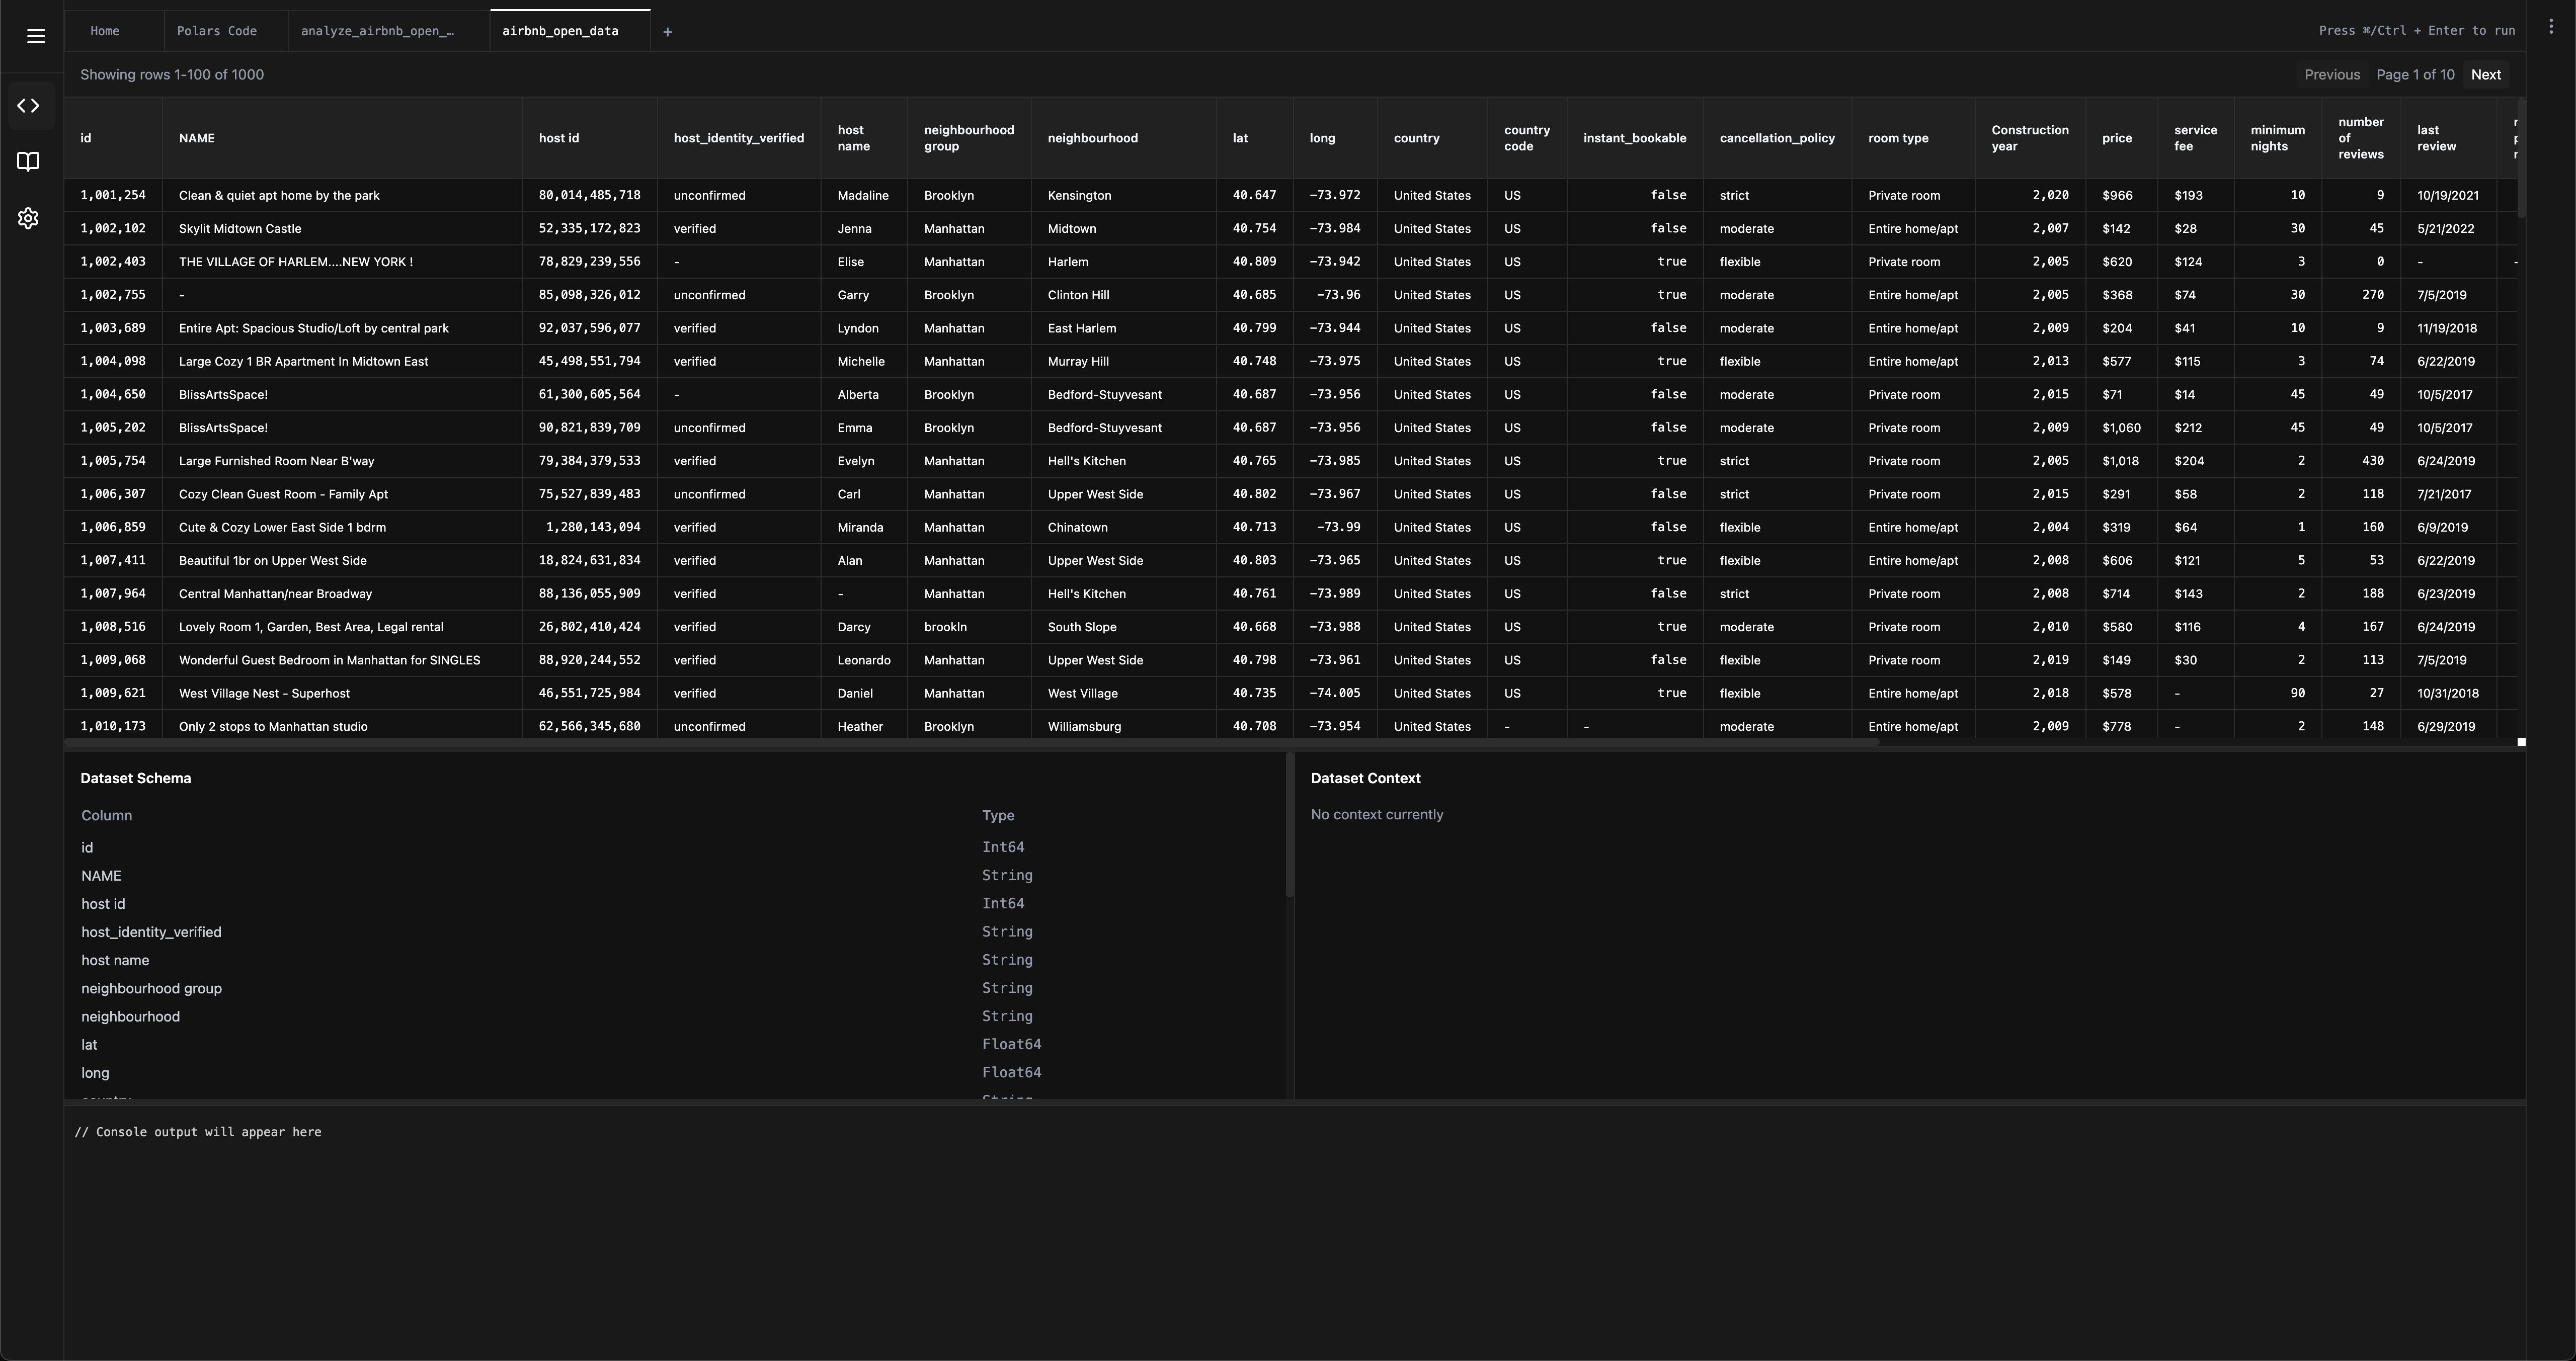 Home Polars Code analyze_airbnb_open_… airbnb_open_data + Press ⌘/Ctrl + Enter to run
Showing rows 1-100 of 1000 Previous Page 1 of 10 Next
id NAME host id host_identity_verified host name neighbourhood group neighbourhood lat long country country code instant_bookable cancellation_policy room type Construction year price service fee minimum nights number of reviews last review
1,001,254 Clean & quiet apt home by the park 80,014,485,718 unconfirmed Madaline Brooklyn Kensington 40.647 -73.972 United States US false strict Private room 2,020 $966 $193 10 9 10/19/2021
1,002,102 Skylit Midtown Castle 52,335,172,823 verified Jenna Manhattan Midtown 40.754 -73.984 United States US false moderate Entire home/apt 2,007 $142 $28 30 45 5/21/2022
1,002,403 THE VILLAGE OF HARLEM....NEW YORK ! 78,829,239,556 - Elise Manhattan Harlem 40.809 -73.942 United States US true flexible Private room 2,005 $620 $124 3 0 - -
1,002,755 - 85,098,326,012 unconfirmed Garry Brooklyn Clinton Hill 40.685 -73.96 United States US true moderate Entire home/apt 2,005 $368 $74 30 270 7/5/2019
1,003,689 Entire Apt: Spacious Studio/Loft by central park 92,037,596,077 verified Lyndon Manhattan East Harlem 40.799 -73.944 United States US false moderate Entire home/apt 2,009 $204 $41 10 9 11/19/2018
1,004,098 Large Cozy 1 BR Apartment In Midtown East 45,498,551,794 verified Michelle Manhattan Murray Hill 40.748 -73.975 United States US true flexible Entire home/apt 2,013 $577 $115 3 74 6/22/2019
1,004,650 BlissArtsSpace! 61,300,605,564 - Alberta Brooklyn Bedford-Stuyvesant 40.687 -73.956 United States US false moderate Private room 2,015 $71 $14 45 49 10/5/2017
1,005,202 BlissArtsSpace! 90,821,839,709 unconfirmed Emma Brooklyn Bedford-Stuyvesant 40.687 -73.956 United States US false moderate Private room 2,009 $1,060 $212 45 49 10/5/2017
1,005,754 Large Furnished Room Near B'way 79,384,379,533 verified Evelyn Manhattan Hell's Kitchen 40.765 -73.985 United States US true strict Private room 2,005 $1,018 $204 2 430 6/24/2019
1,006,307 Cozy Clean Guest Room - Family Apt 75,527,839,483 unconfirmed Carl Manhattan Upper West Side 40.802 -73.967 United States US false strict Private room 2,015 $291 $58 2 118 7/21/2017
1,006,859 Cute & Cozy Lower East Side 1 bdrm 1,280,143,094 verified Miranda Manhattan Chinatown 40.713 -73.99 United States US false flexible Entire home/apt 2,004 $319 $64 1 160 6/9/2019
1,007,411 Beautiful 1br on Upper West Side 18,824,631,834 verified Alan Manhattan Upper West Side 40.803 -73.965 United States US true flexible Entire home/apt 2,008 $606 $121 5 53 6/22/2019
1,007,964 Central Manhattan/near Broadway 88,136,055,909 verified - Manhattan Hell's Kitchen 40.761 -73.989 United States US false strict Private room 2,008 $714 $143 2 188 6/23/2019
1,008,516 Lovely Room 1, Garden, Best Area, Legal rental 26,802,410,424 verified Darcy brookln South Slope 40.668 -73.988 United States US true moderate Private room 2,010 $580 $116 4 167 6/24/2019
1,009,068 Wonderful Guest Bedroom in Manhattan for SINGLES 88,920,244,552 verified Leonardo Manhattan Upper West Side 40.798 -73.961 United States US false flexible Private room 2,019 $149 $30 2 113 7/5/2019
1,009,621 West Village Nest - Superhost 46,551,725,984 verified Daniel Manhattan West Village 40.735 -74.005 United States US true flexible Entire home/apt 2,018 $578 - 90 27 10/31/2018
1,010,173 Only 2 stops to Manhattan studio 62,566,345,680 unconfirmed Heather Brooklyn Williamsburg 40.708 -73.954 United States - - moderate Entire home/apt 2,009 $778 - 2 148 6/29/2019
Dataset Schema Dataset Context
Column Type No context currently
id Int64
NAME String
host id Int64
host_identity_verified String
host name String
neighbourhood group String
neighbourhood String
lat Float64
long Float64
// Console output will appear here